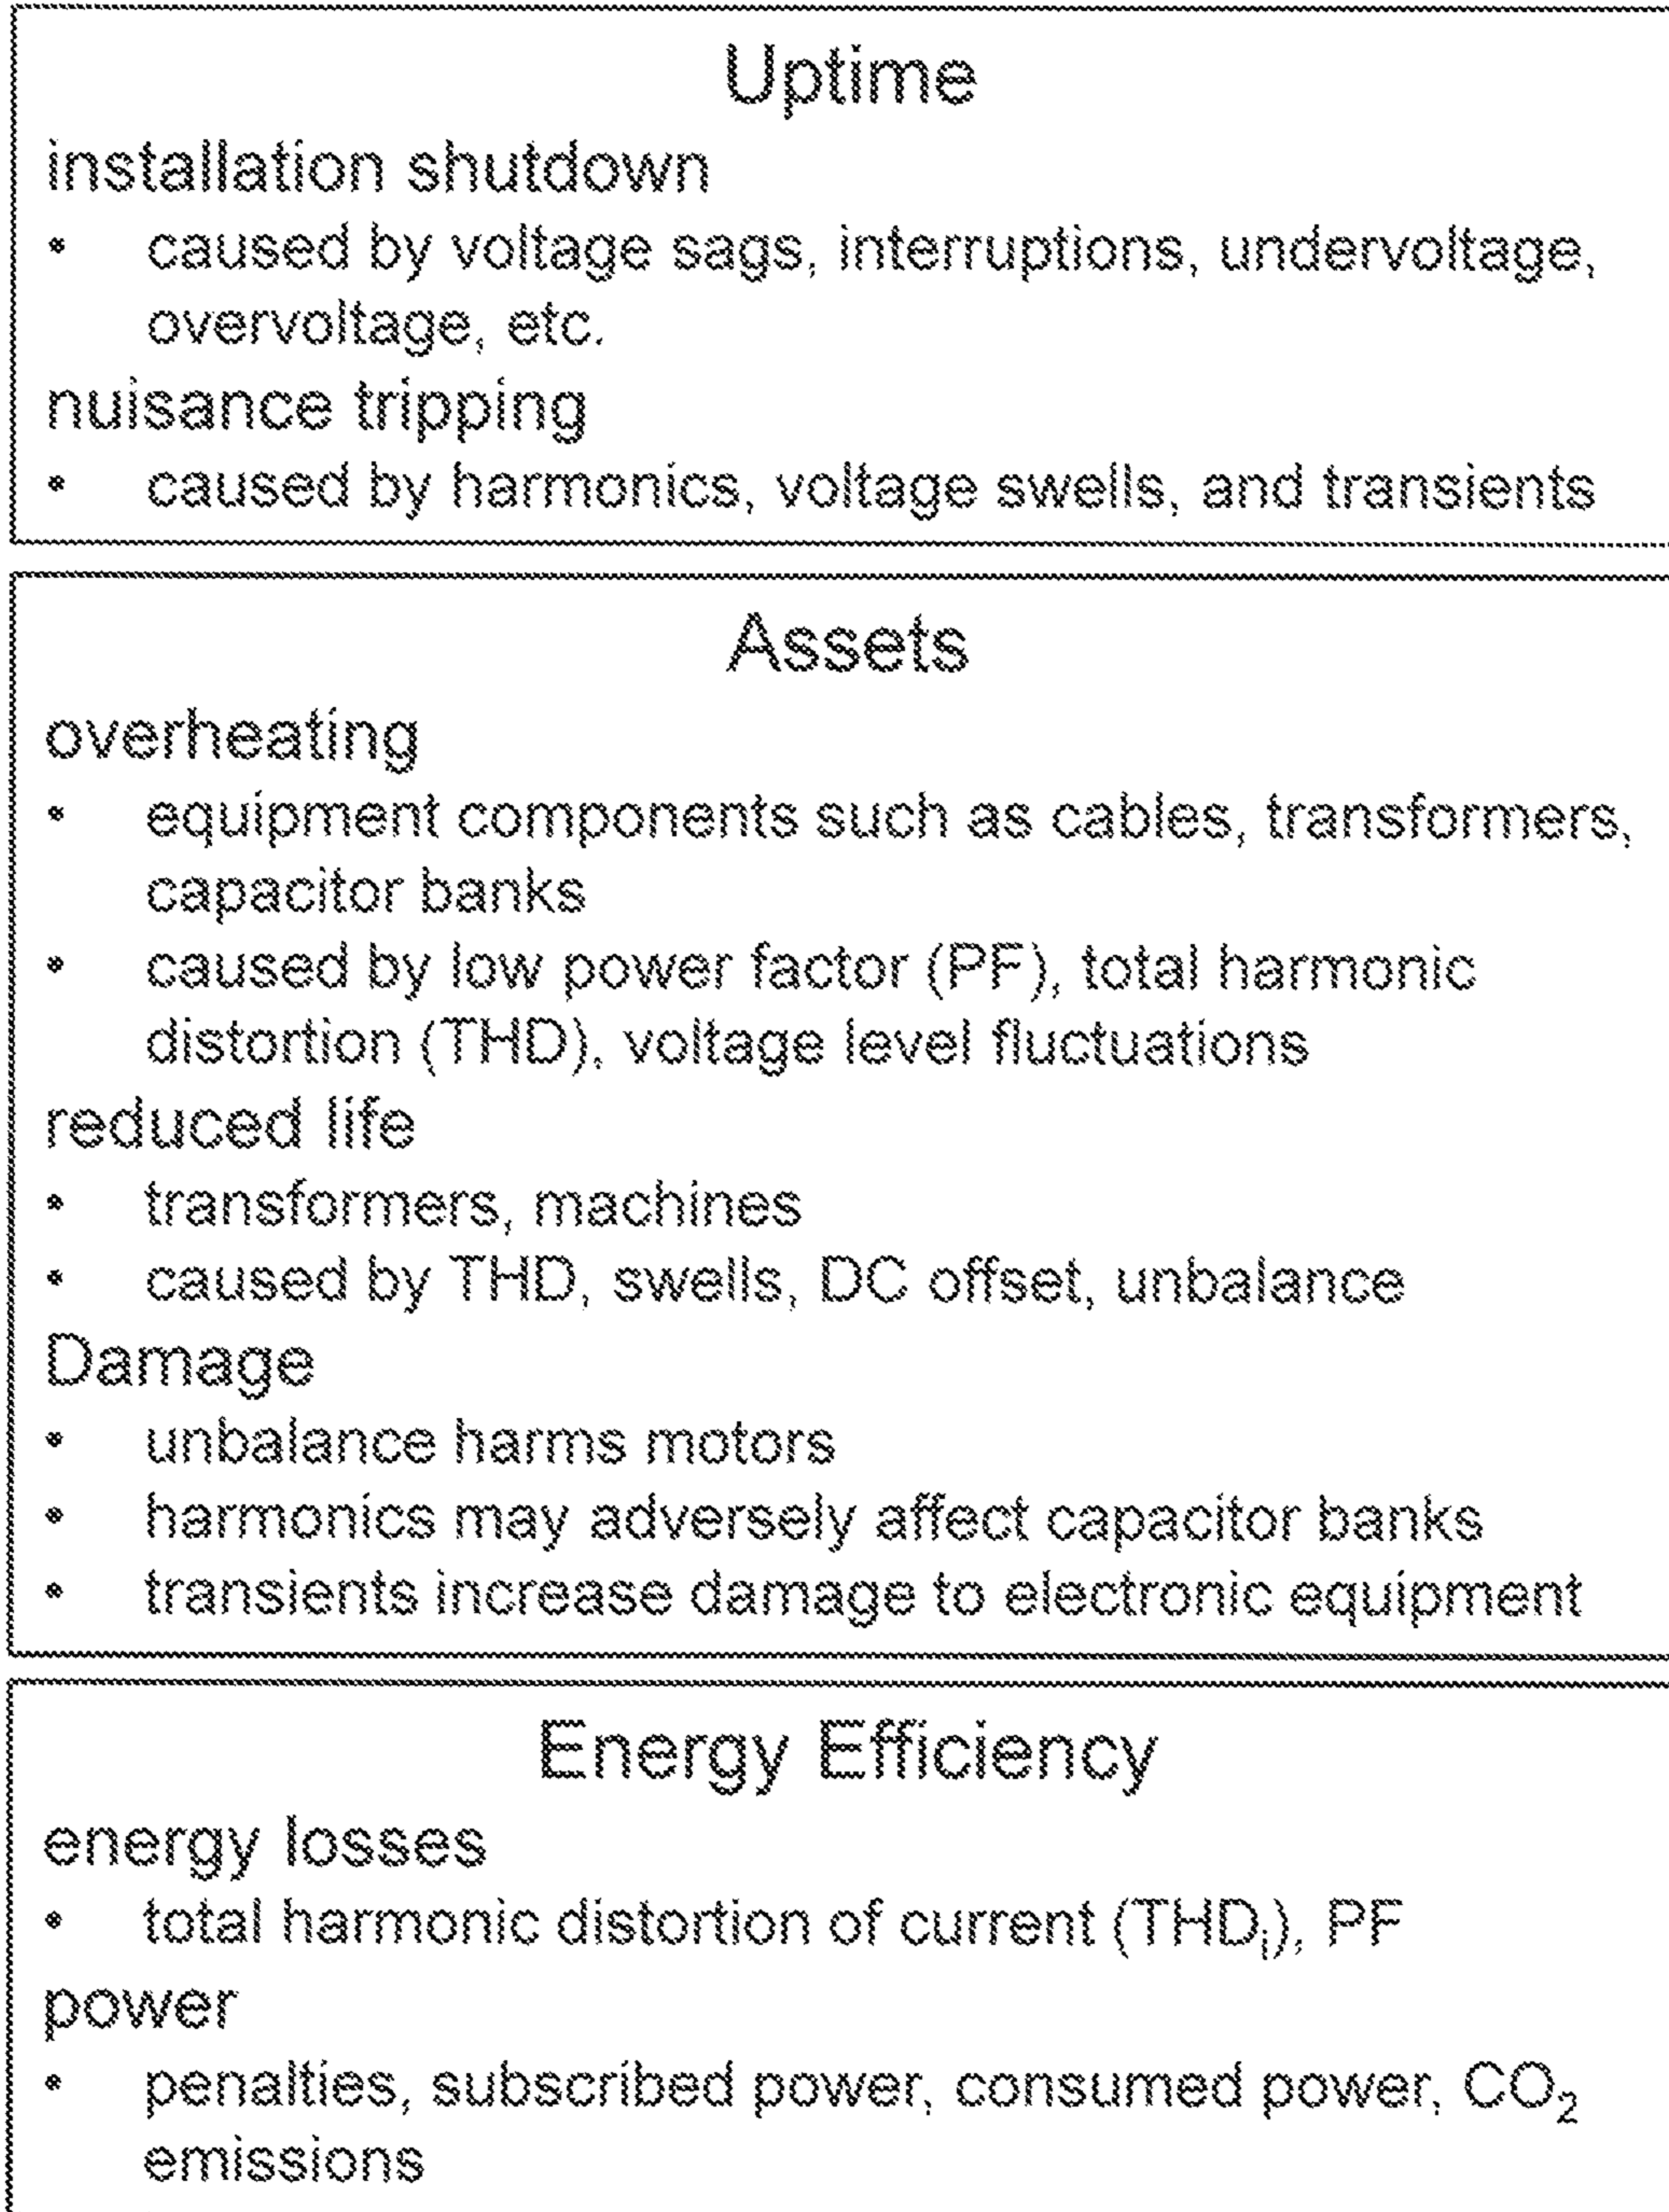 Uptime
installation shutdown
• caused by voltage sags, interruptions, undervoltage,
overvoltage, etc.
nuisance tripping
• caused by harmonics, voltage swells, and transients
Assets
overheating
• equipment components such as cables, transformers,
capacitor banks
• caused by low power factor (PF), total harmonic
distortion (THD), voltage level fluctuations
reduced life
• transformers, machines
• caused by THD, swells, DC offset, unbalance
Damage
• unbalance harms motors
• harmonics may adversely affect capacitor banks
• transients increase damage to electronic equipment
Energy Efficiency
energy losses
• total harmonic distortion of current (THDᵢ), PF
power
• penalties, subscribed power, consumed power, CO₂
emissions